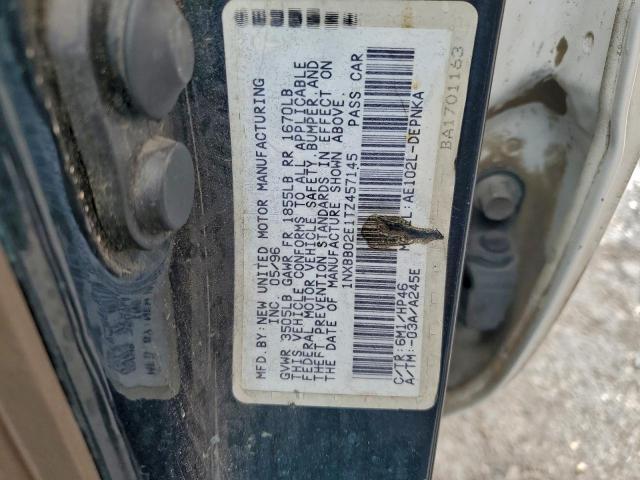 MFD.BY:NEW UNITED MOTOR MANUFACTURING
INC. 05/96
GVWR 3505LB GAWR FR 1855LB RR 1670LB
THIS VEHICLE CONFORMS TO ALL APPLICABLE
FEDERAL MOTOR VEHICLE SAFETY, BUMPER, AND
THEFT PREVENTION STANDARDS IN EFFECT ON
THE DATE OF MANUFACTURE SHOWN ABOVE.
1NXBB02E1TZ457145 PASS CAR
C/TR:6M1/HP46 EL:AE102L-DEPNKA
A/TM:-03A/A245E
BA1701163